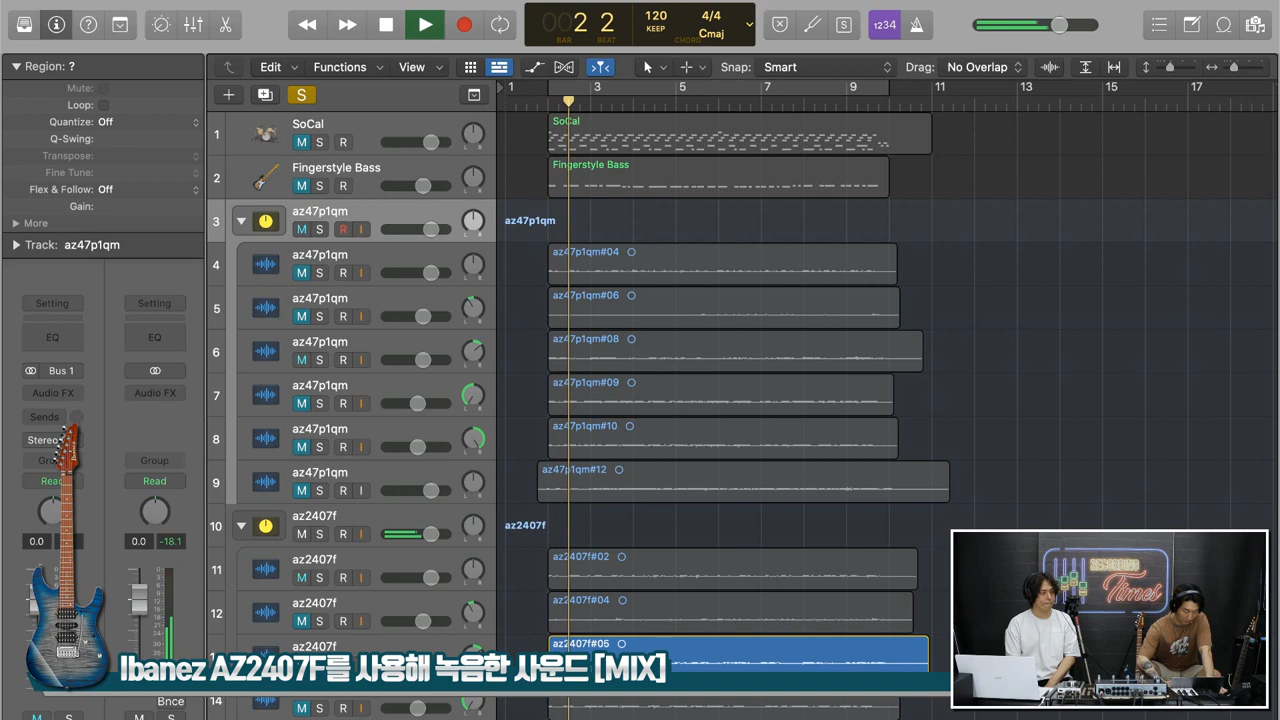 002 2
BAR BEAT
120
KEEP
4/4
Cmaj
CHORD
S
1234
Region: ?
Mute:
Loop:
Quantize: Off
Q-Swing:
Transpose:
Fine Tune:
Flex & Follow: Off
Gain:
More
Track: az47p1qm
Edit Functions View
Snap: Smart
Drag: No Overlap
S
1 3 5 7 9 11 13 15 17
1 SoCal
M S R
SoCal
2 Fingerstyle Bass
M S R
Fingerstyle Bass
3 az47p1qm
M S R I
az47p1qm
4 az47p1qm
M S R I
az47p1qm#04
5 az47p1qm
M S R I
az47p1qm#06
6 az47p1qm
M S R I
az47p1qm#08
7 az47p1qm
M S R I
az47p1qm#09
8 az47p1qm
M S R I
az47p1qm#10
9 az47p1qm
M S R I
az47p1qm#12
10 az2407f
M S R I
az2407f
11 az2407f
M S R I
az2407f#02
12 az2407f
M S R I
az2407f#04
az2407f
az2407f#05
14
M S R I
Setting Setting
EQ EQ
Bus 1
Audio FX Audio FX
Sends
Stereo
Group
Read Read
0.0 0.0 -18.1
Bnce
M S M S
RECORDING
Times
Ibanez AZ2407F를 사용해 녹음한 사운드 [MIX]